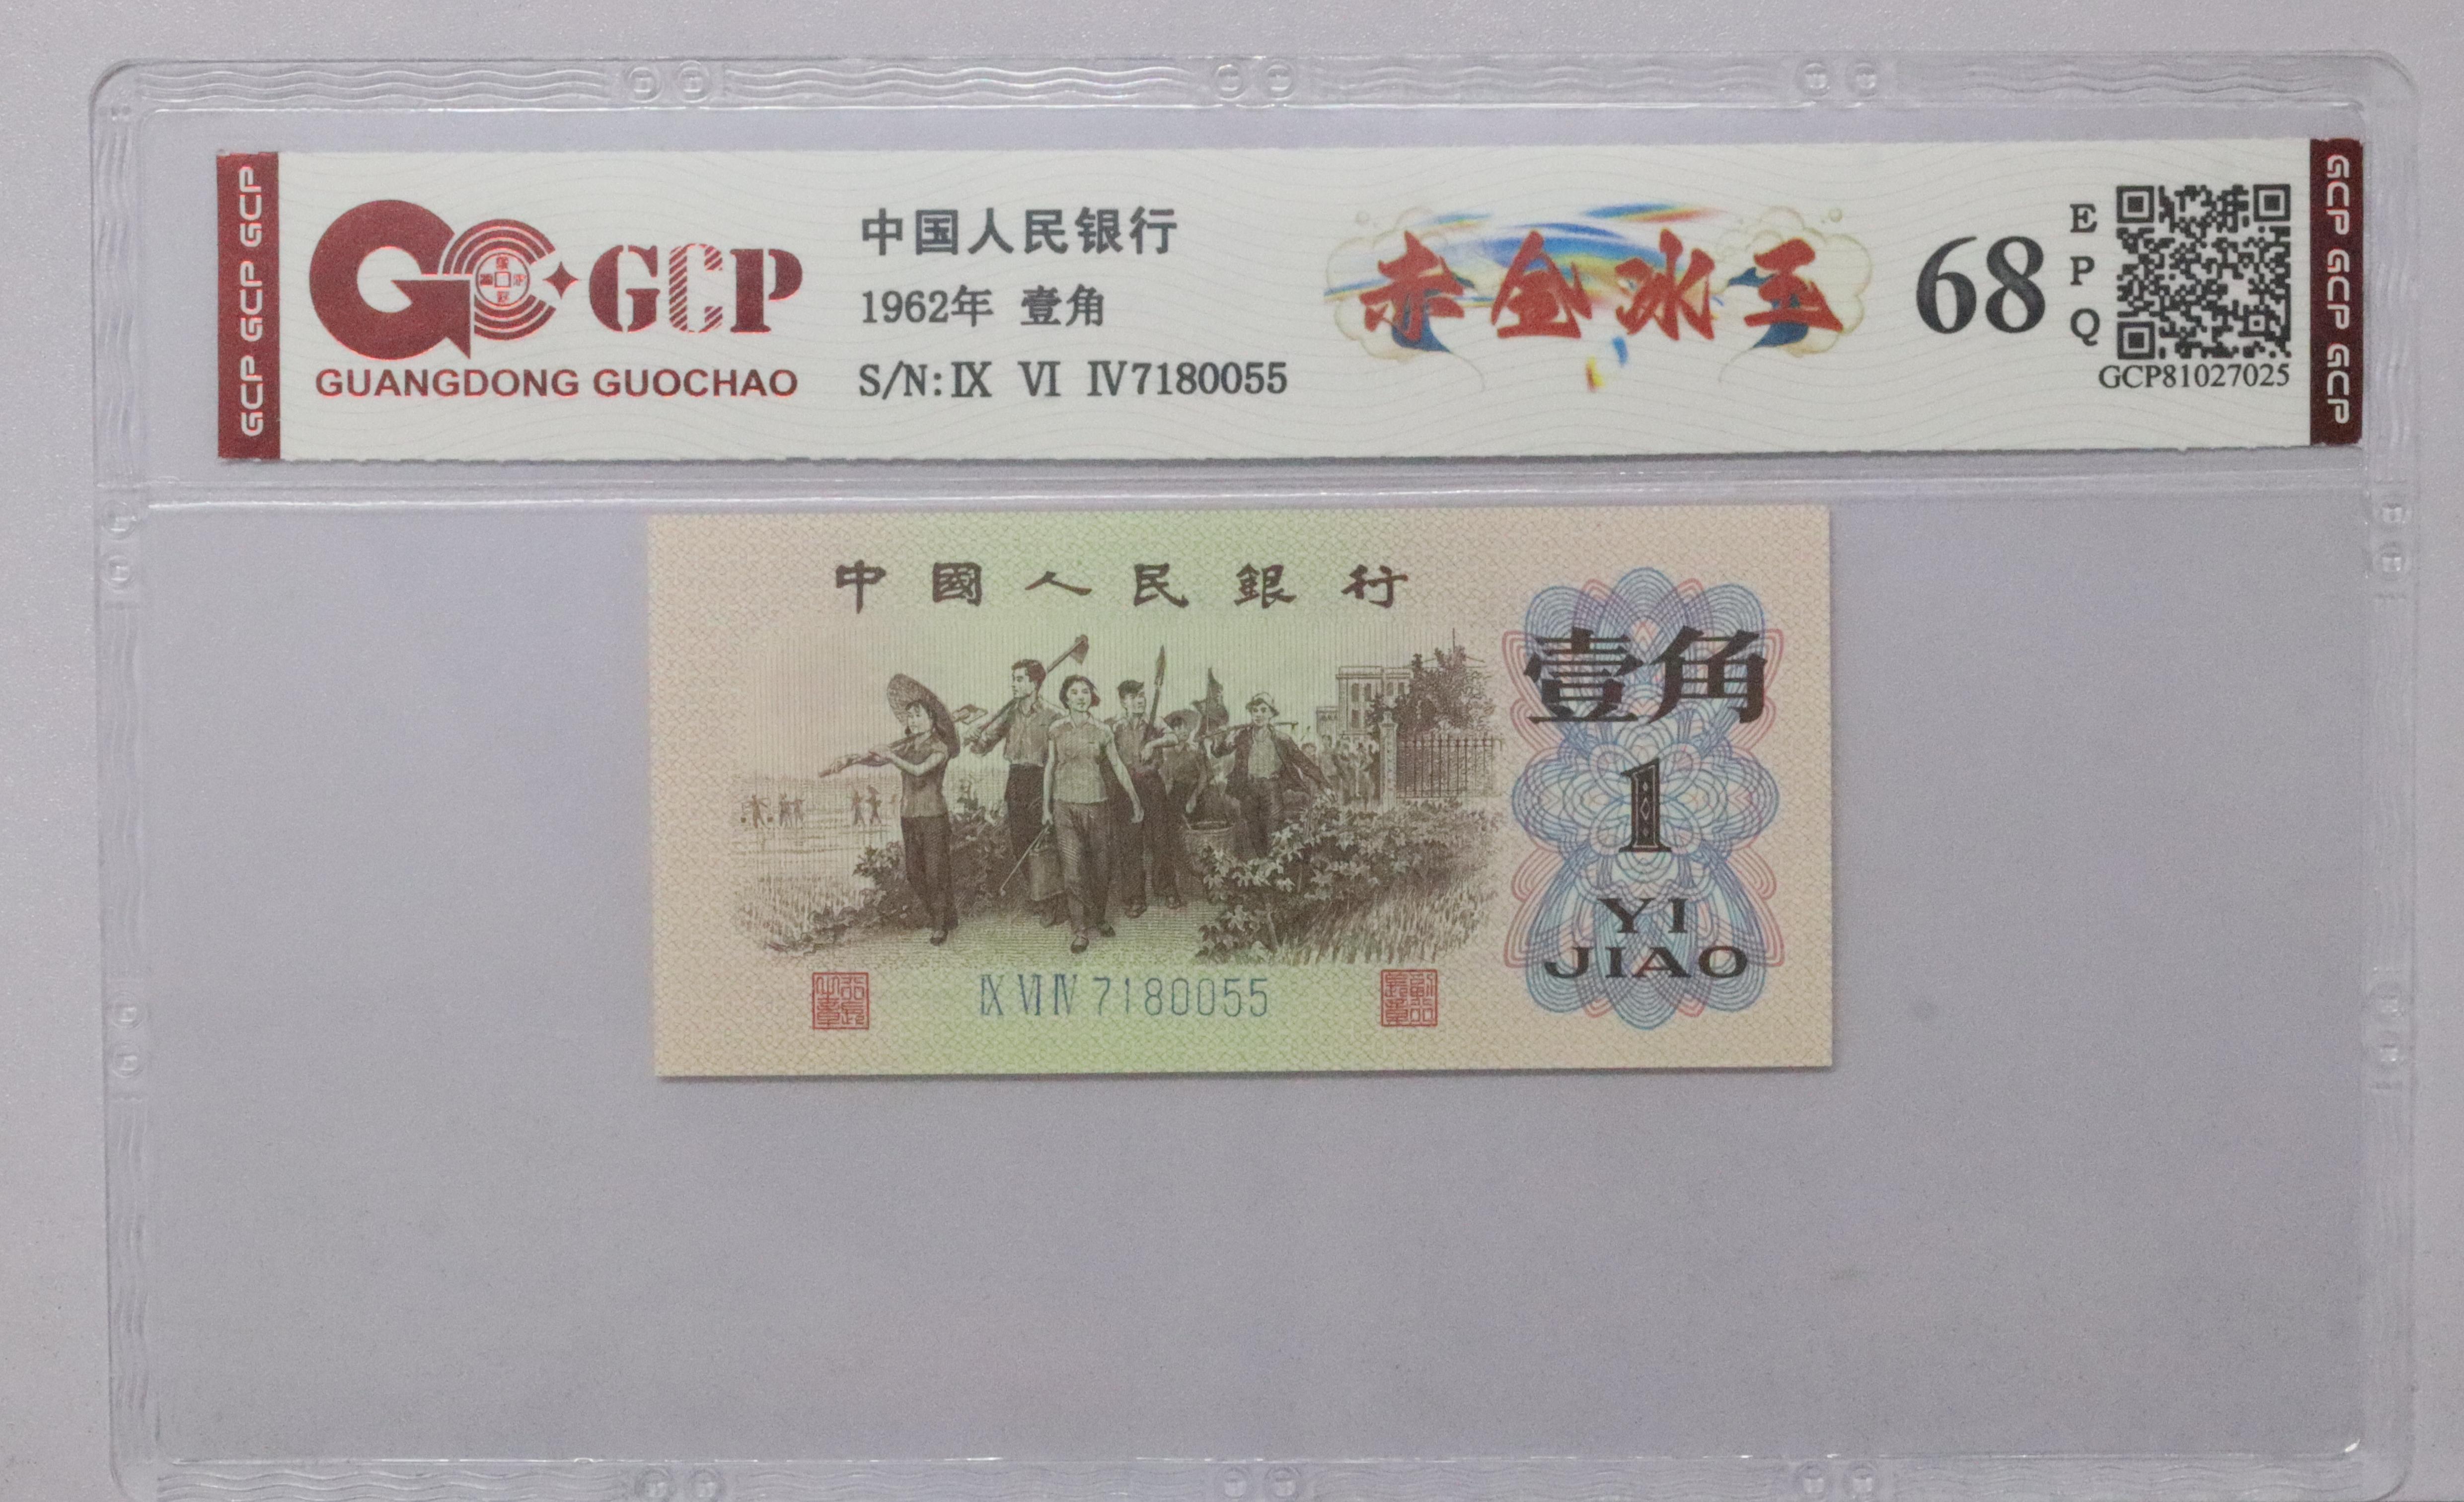 GCP GCP GCP
GCP
GUANGDONG GUOCHAO
中国人民银行
1962年 壹角
S/N:Ⅸ Ⅵ Ⅳ7180055
赤金冰王
68
EPQ
GCP81027025
GCP GCP GCP
中國人民銀行
壹角
1
YI
JIAO
Ⅸ Ⅵ Ⅳ 7180055